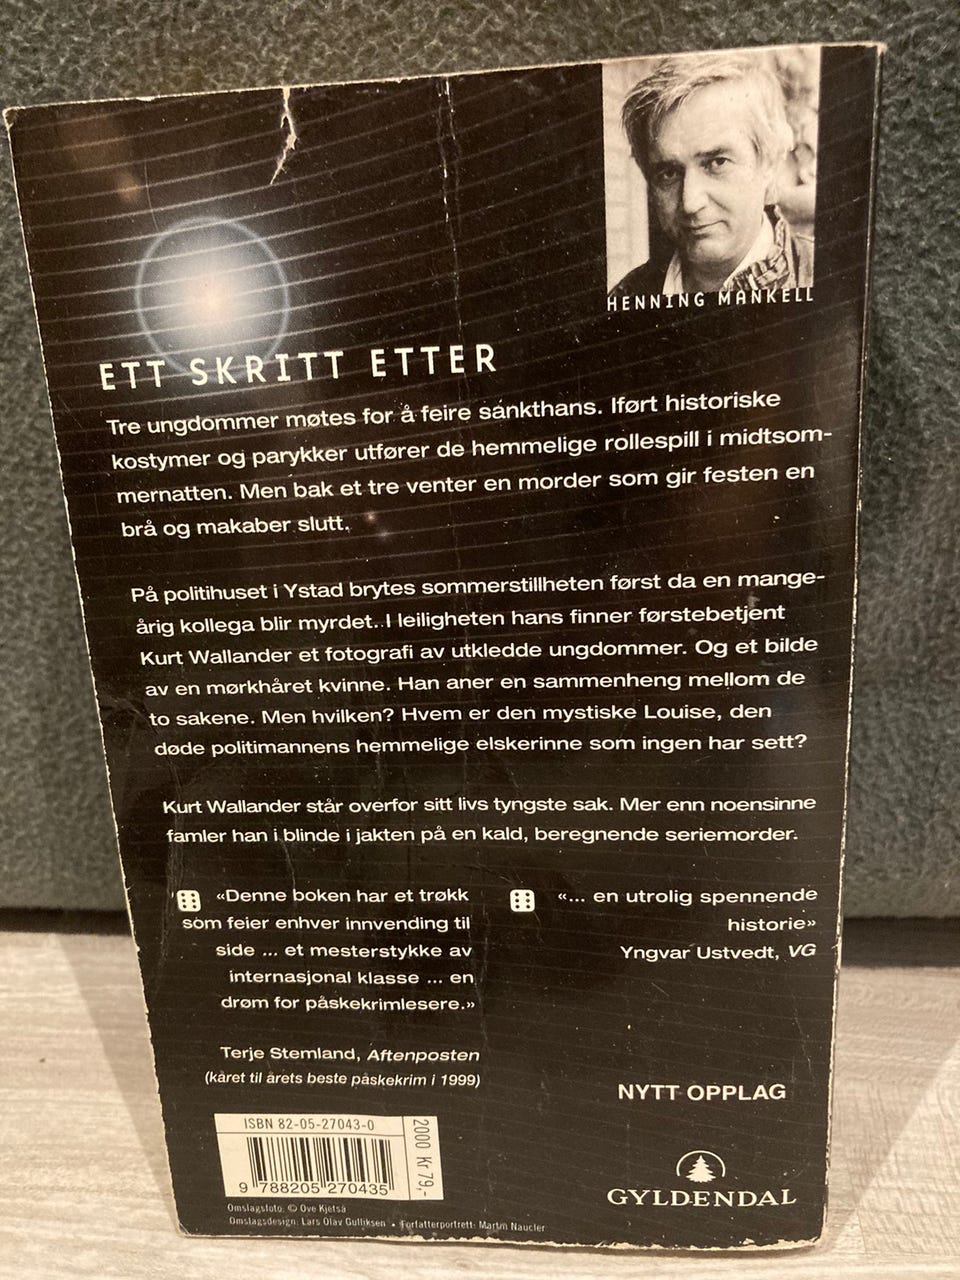 HENNING MANKELL
ETT SKRITT ETTER
Tre ungdommer møtes for å feire sankthans. Iført historiske
kostymer og parykker utfører de hemmelige rollespill i midtsom-
mernatten. Men bak et tre venter en morder som gir festen en
brå og makaber slutt.
På politihuset i Ystad brytes sommerstillheten først da en mange-
årig kollega blir myrdet. I leiligheten hans finner førstebetjent
Kurt Wallander et fotografi av utkledde ungdommer. Og et bilde
av en mørkhåret kvinne. Han aner en sammenheng mellom de
to sakene. Men hvilken? Hvem er den mystiske Louise, den
døde politimannens hemmelige elskerinne som ingen har sett?
Kurt Wallander står overfor sitt livs tyngste sak. Mer enn noensinne
famler han i blinde i jakten på en kald, beregnende seriemorder.
«Denne boken har et trøkk
som feier enhver innvending til
side ... et mesterstykke av
internasjonal klasse ... en
drøm for påskekrimlesere.»
Terje Stemland, Aftenposten
(kåret til årets beste påskekrim i 1999)
«... en utrolig spennende
historie»
Yngvar Ustvedt, VG
NYTT OPPLAG
ISBN 82-05-27043-0
2000 Kr 79,-
9 788205 270435
GYLDENDAL
Omslagsfoto: © Ove Kjetså
Omslagsdesign: Lars Olav Gulliksen • Forfatterportrett: Martin Naucler